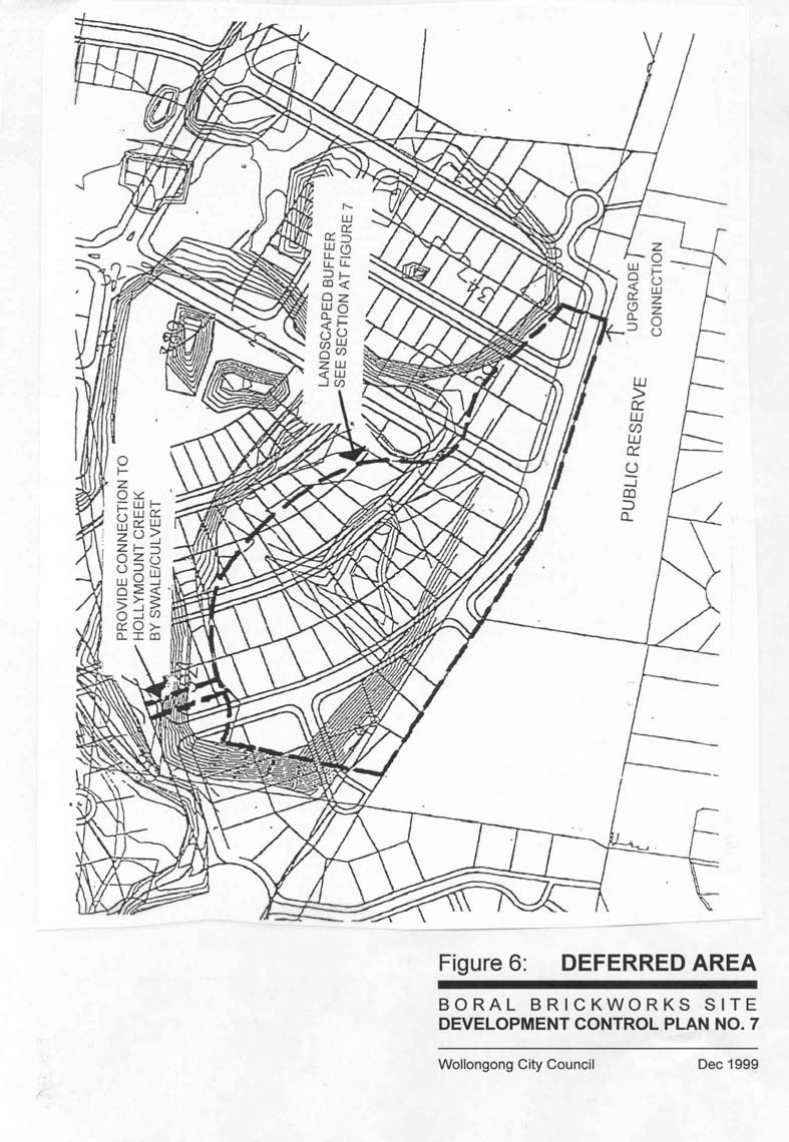 LANDSCAPED BUFFER
SEE SECTION AT FIGURE 7
PROVIDE CONNECTION TO
HOLLYMOUNT CREEK
BY SWALE/CULVERT
UPGRADE
CONNECTION
PUBLIC RESERVE
347
Figure 6: DEFERRED AREA
BORAL BRICKWORKS SITE
DEVELOPMENT CONTROL PLAN NO. 7
Wollongong City Council Dec 1999